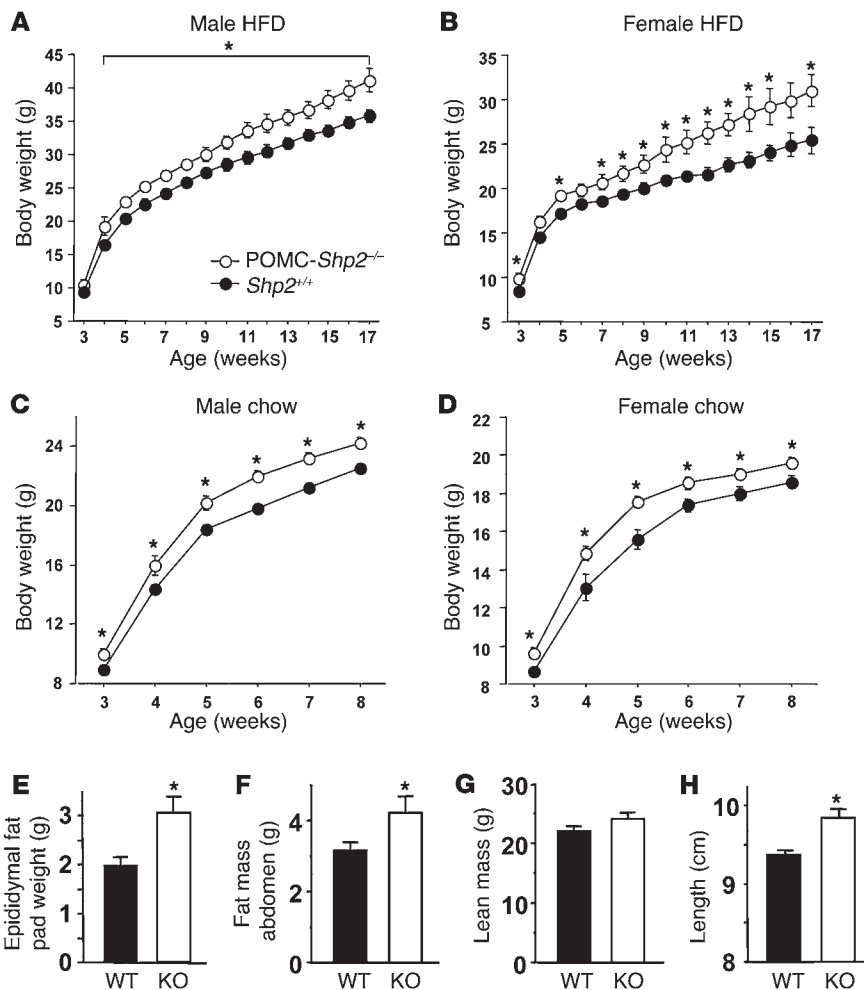 A
Male HFD
*
Body weight (g)
45
40
35
30
25
20
15
10
5
POMC-Shp2−/−
Shp2+/+
3 5 7 9 11 13 15 17
Age (weeks)
B
Female HFD
* * * * * * * * * * * *
Body weight (g)
35
30
25
20
15
10
5
3 5 7 9 11 13 15 17
Age (weeks)
C
Male chow
* * * * * *
Body weight (g)
24
20
16
12
8
3 4 5 6 7 8
Age (weeks)
D
Female chow
* * * * * *
Body weight (g)
22
20
18
16
14
12
10
8
3 4 5 6 7 8
Age (weeks)
E
*
Epididymal fat
pad weight (g)
3
2
1
0
WT KO
F
*
Fat mass
abdomen (g)
4
2
0
WT KO
G
Lean mass (g)
30
20
10
0
WT KO
H
*
Length (cm)
10
9
8
WT KO